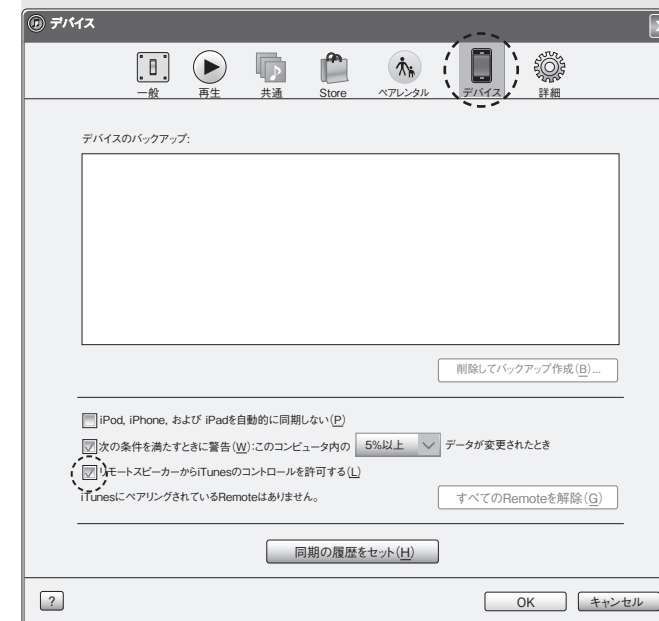 デバイス
一般 再生 共通 Store ペアレンタル デバイス 詳細
デバイスのバックアップ:
削除してバックアップ作成(B)...
iPod, iPhone, および iPadを自動的に同期しない(P)
次の条件を満たすときに警告(W):このコンピュータ内の 5%以上 データが変更されたとき
リモートスピーカーからiTunesのコントロールを許可する(L)
iTunesにペアリングされているRemoteはありません。 すべてのRemoteを解除(G)
同期の履歴をセット(H)
? OK キャンセル